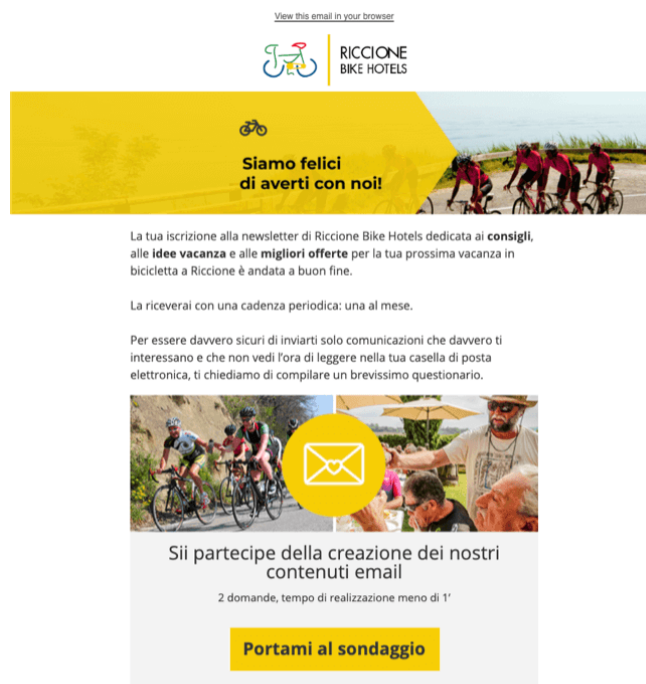 View this email in your browser
RICCIONE
BIKE HOTELS
Siamo felici
di averti con noi!
La tua iscrizione alla newsletter di Riccione Bike Hotels dedicata ai consigli,
alle idee vacanza e alle migliori offerte per la tua prossima vacanza in
bicicletta a Riccione è andata a buon fine.
La riceverai con una cadenza periodica: una al mese.
Per essere davvero sicuri di inviarti solo comunicazioni che davvero ti
interessano e che non vedi l'ora di leggere nella tua casella di posta
elettronica, ti chiediamo di compilare un brevissimo questionario.
Sii partecipe della creazione dei nostri
contenuti email
2 domande, tempo di realizzazione meno di 1'
Portami al sondaggio